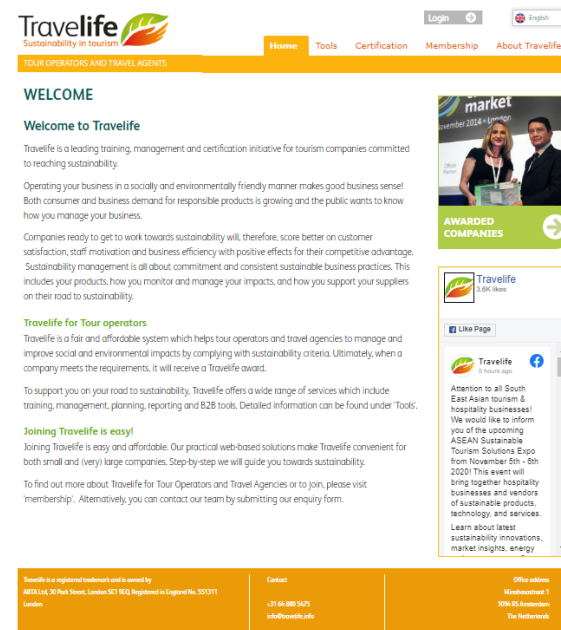 Travelife
Sustainability in tourism
Login
English
Home Tools Certification Membership About Travelife
TOUR OPERATORS AND TRAVEL AGENTS
WELCOME
Welcome to Travelife
Travelife is a leading training, management and certification initiative for tourism companies committed
to reaching sustainability.
Operating your business in a socially and environmentally friendly manner makes good business sense!
Both consumer and business demand for responsible products is growing and the public wants to know
how you manage your business.
Companies ready to get to work towards sustainability will, therefore, score better on customer
satisfaction, staff motivation and business efficiency with positive effects for their competitive advantage.
Sustainability management is all about commitment and consistent sustainable business practices. This
includes your products, how you monitor and manage your impacts, and how you support your suppliers
on their road to sustainability.
Travelife for Tour operators
Travelife is a fair and affordable system which helps tour operators and travel agencies to manage and
improve social and environmental impacts by complying with sustainability criteria. Ultimately, when a
company meets the requirements, it will receive a Travelife award.
To support you on your road to sustainability, Travelife offers a wide range of services which include
training, management, planning, reporting and B2B tools. Detailed information can be found under 'Tools'.
Joining Travelife is easy!
Joining Travelife is easy and affordable. Our practical web-based solutions make Travelife convenient for
both small and (very) large companies. Step-by-step we will guide you towards sustainability.
To find out more about Travelife for Tour Operators and Travel Agencies or to join, please visit
'membership'. Alternatively, you can contact our team by submitting our enquiry form.
market
November 2014 • London
AWARDED
COMPANIES
Travelife
3.6K likes
Like Page
Travelife
5 hours ago
Attention to all South
East Asian tourism &
hospitality businesses!
We would like to inform
you of the upcoming
ASEAN Sustainable
Tourism Solutions Expo
from November 5th - 6th
2020! This event will
bring together hospitality
businesses and vendors
of sustainable products,
technology, and services.
Learn about latest
sustainability innovations,
market insights, energy
Travelife is a registered trademark and is owned by
ABTA Ltd, 30 Park Street, London SE1 9EQ, Registered in England No. 551311
London
Contact
+31 64 880 5475
info@travelife.info
Office address
1094 RS Amsterdam
The Netherlands